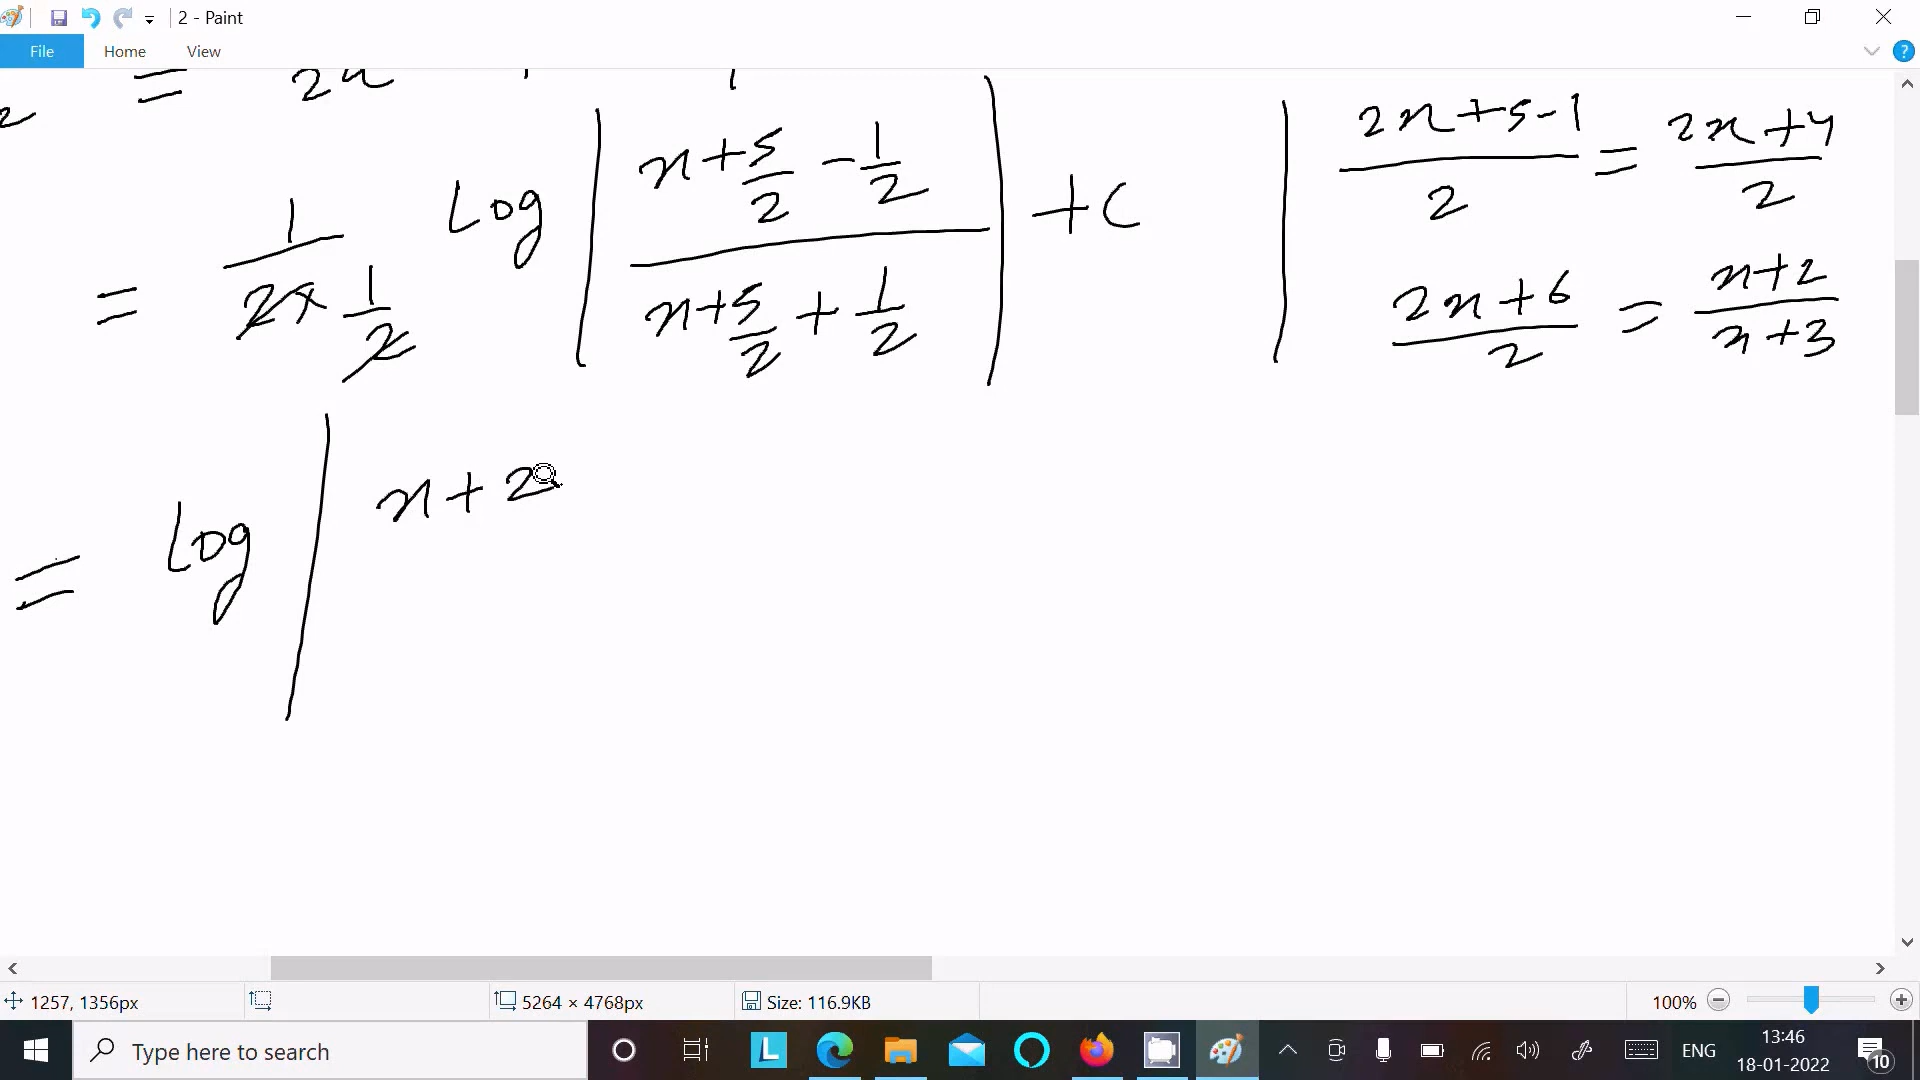 2 - Paint
File Home View
= 2a
= 1/(2×1/2) Log |(x+5/2 - 1/2)/(x+5/2 + 1/2)| + C
(2x+5-1)/2 = (2x+4)/2
(2x+6)/2 = (x+2)/(x+3)
= Log | x+2
1257, 1356px 5264 × 4768px Size: 116.9KB 100%
Type here to search
L
ENG
13:46
18-01-2022
10